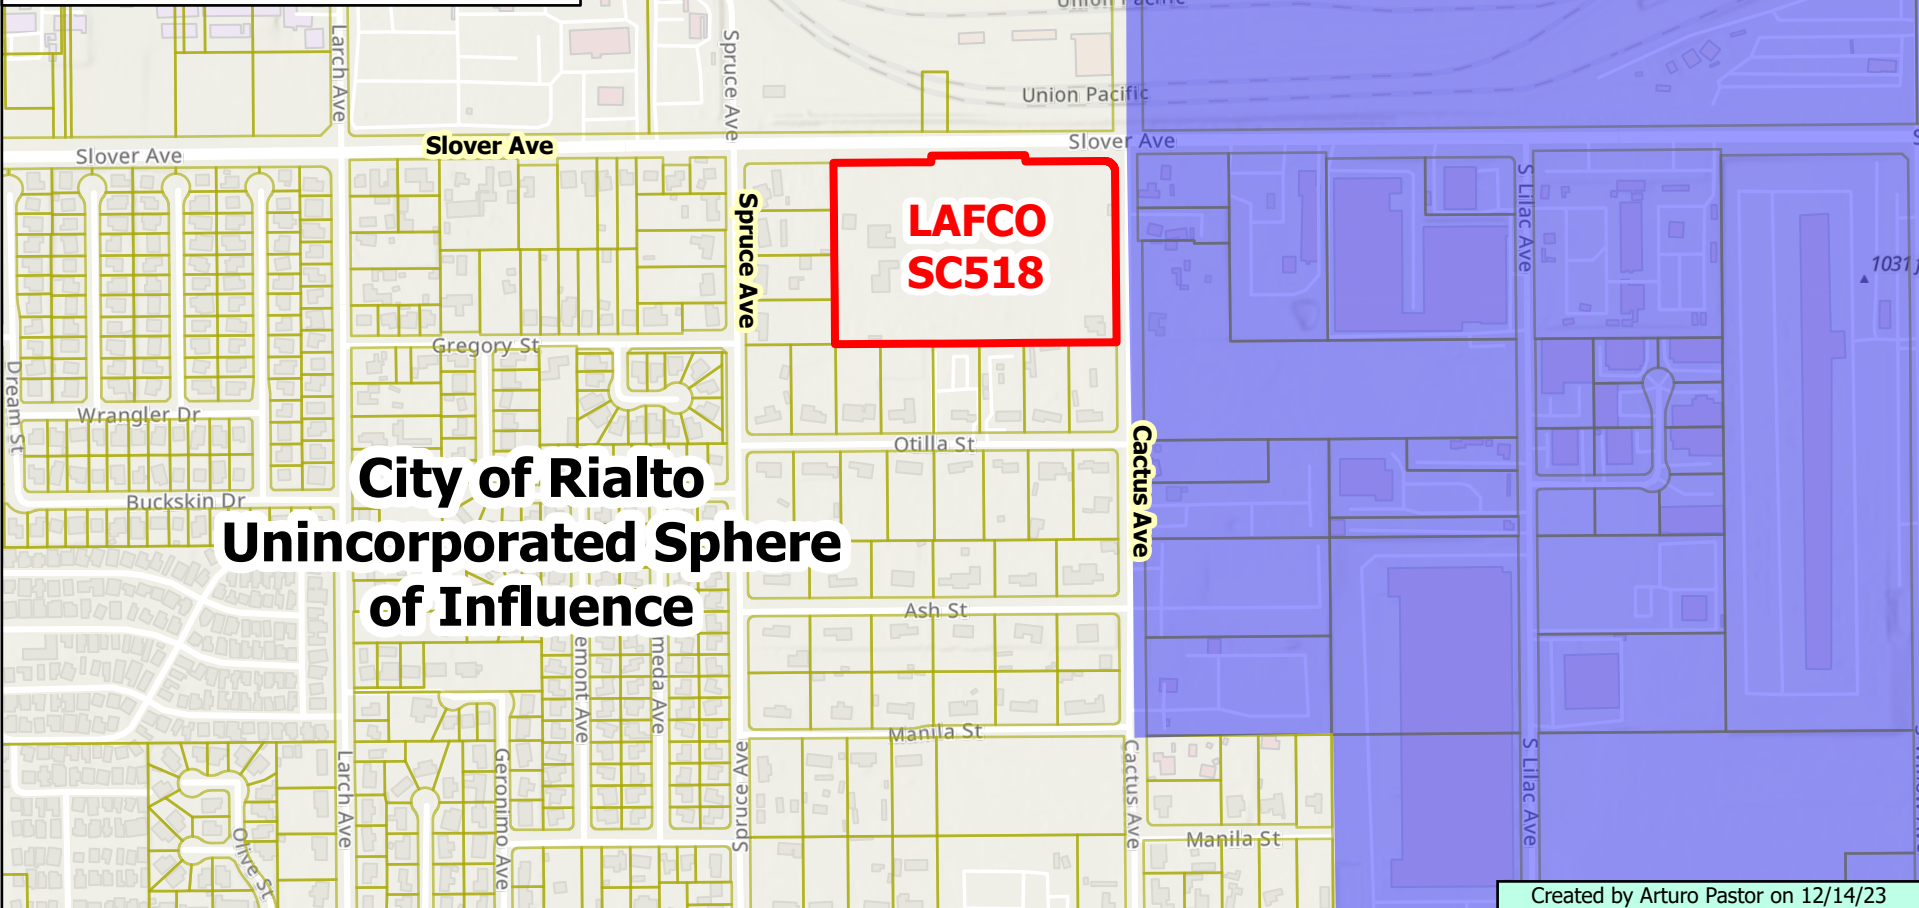 Union Pacific
Larch Ave
Spruce Ave
Union Pacific
Slover Ave
Slover Ave
Slover Ave
Spruce Ave
LAFCO
SC518
S Lilac Ave
1031
Gregory St
Dream St
Wrangler Dr
Otilla St
Cactus Ave
Buckskin Dr
City of Rialto
Unincorporated Sphere
of Influence
Ash St
emont Ave
meda Ave
Manila St
Larch Ave
Geronimo Ave
Spruce Ave
Cactus Ave
S Lilac Ave
Olive St
Manila St
Created by Arturo Pastor on 12/14/23